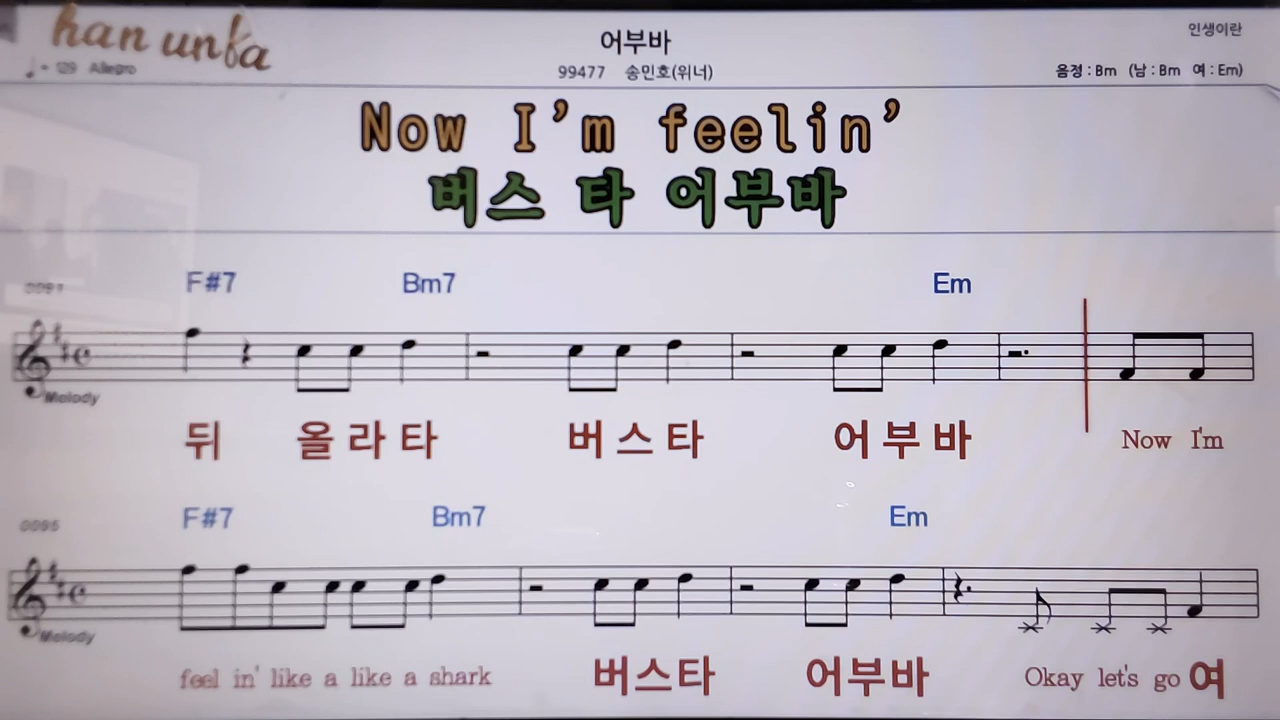 han unba
어부바
인생이란
♩= 129 Allegro
99477 송민호(위너)
음정 : Bm (남 : Bm 여 : Em)
Now I'm feelin'
버스 타 어부바
0091 F#7 Bm7 Em
Melody
뒤 올 라 타 버 스 타 어 부 바 Now I'm
0095 F#7 Bm7 Em
Melody
feel in' like a like a shark 버스타 어부바 Okay let's go 여